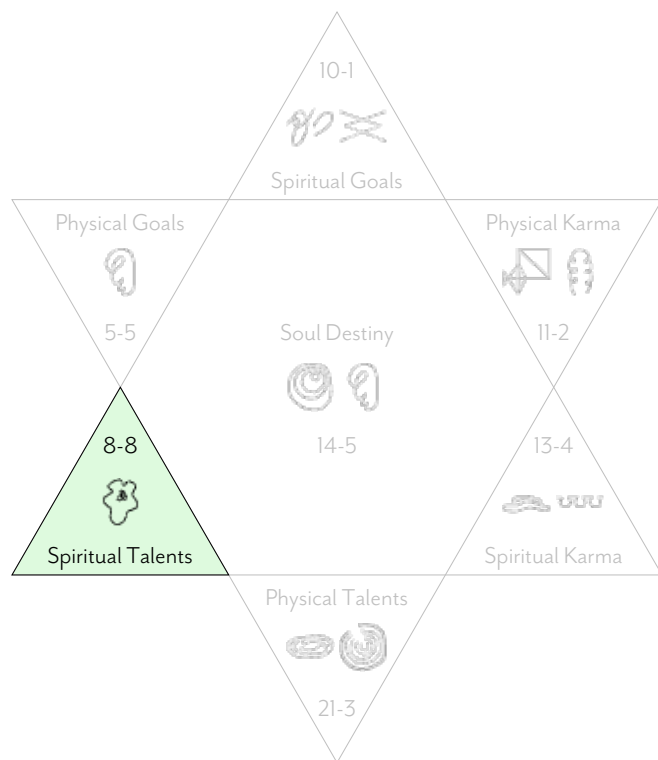 10-1
Spiritual Goals
Physical Goals
5-5
Physical Karma
11-2
Soul Destiny
14-5
8-8
Spiritual Talents
13-4
Spiritual Karma
Physical Talents
21-3